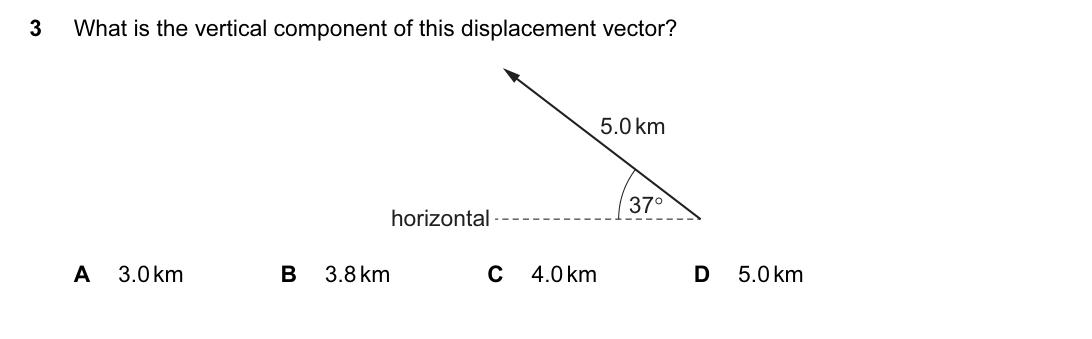 3 What is the vertical component of this displacement vector?
5.0 km
37°
horizontal
A 3.0 km B 3.8 km C 4.0 km D 5.0 km